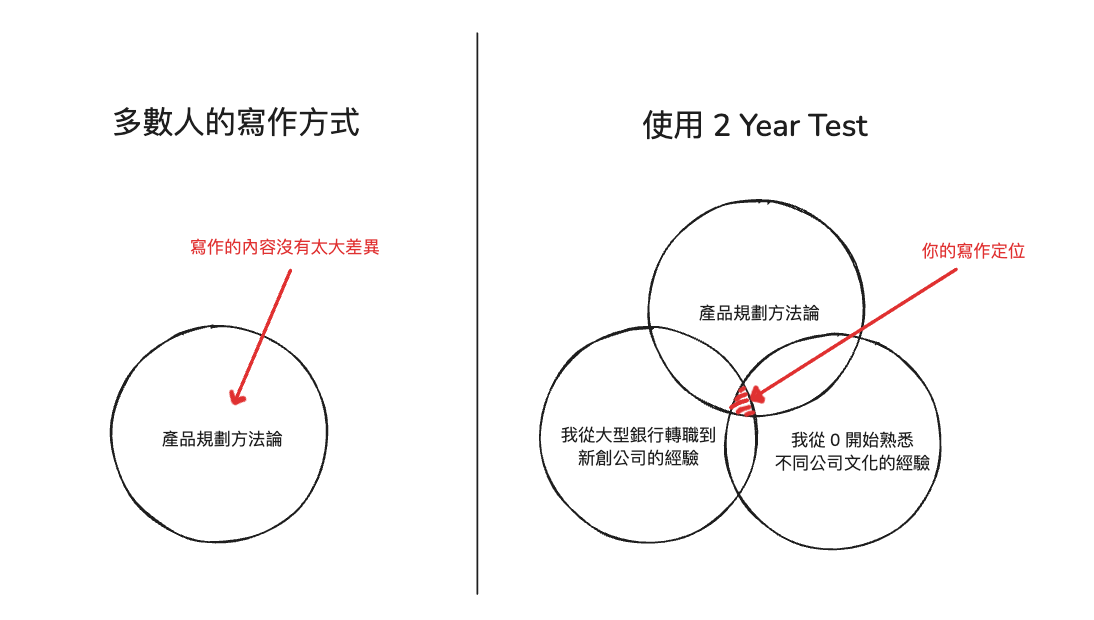 多數人的寫作方式
寫作的內容沒有太大差異
產品規劃方法論
使用 2 Year Test
你的寫作定位
產品規劃方法論
我從大型銀行轉職到
新創公司的經驗
我從 0 開始熟悉
不同公司文化的經驗